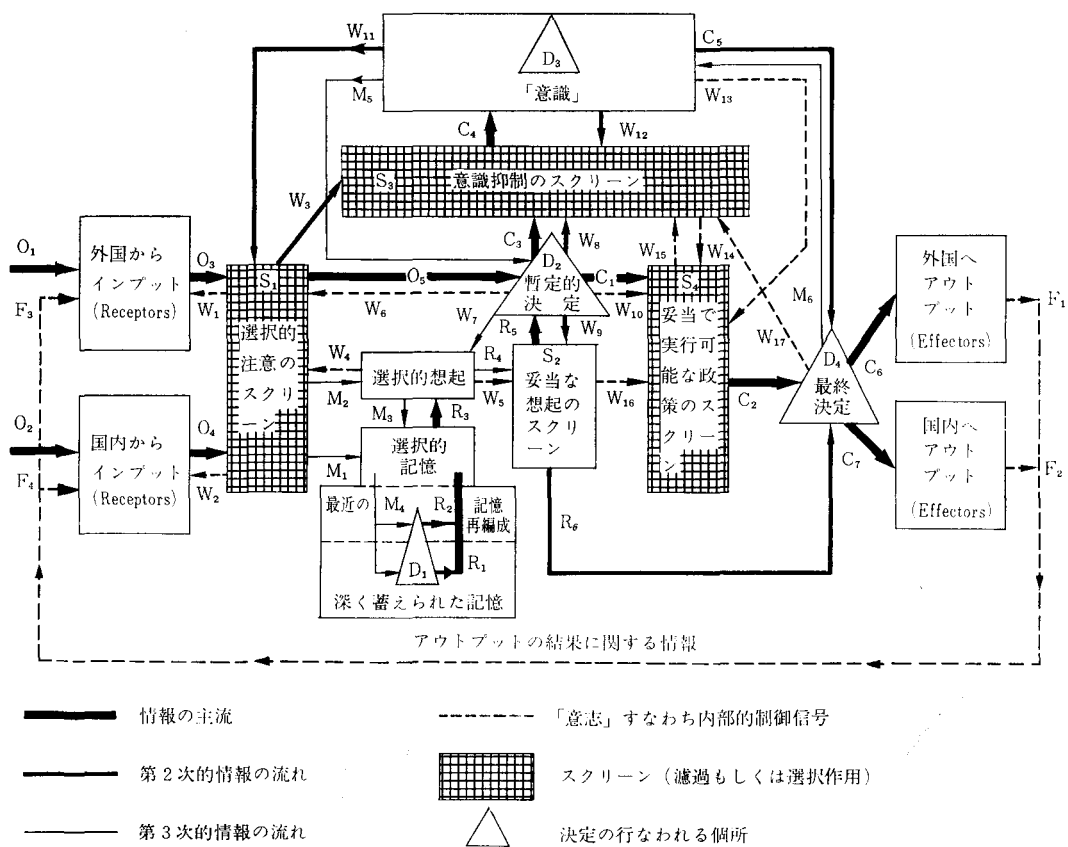 W₁₁
C₅
D₃
「意識」
M₅
W₁₃
C₄
W₁₂
S₃
意識抑制のスクリーン
W₃
O₁
外国から
インプット
(Receptors)
O₃
F₃
W₁
S₁
選択的
注意の
スクリ
ーン
O₅
W₆
C₃
W₈
D₂
暫定的
決定
C₁
W₁₀
W₁₅
W₁₄
S₄
妥当で
実行可
能な政
策のス
クリー
ン
M₆
外国へ
アウト
プット
(Effectors)
F₁
W₇
R₅
W₉
W₁₇
D₄
最終
決定
C₆
W₄
選択的想起
R₄
S₂
妥当な
想起の
スクリ
ーン
M₂
W₅
W₁₆
C₂
M₃
R₃
O₂
国内から
インプット
(Receptors)
O₄
F₄
W₂
M₁
選択的
記憶
C₇
国内へ
アウト
プット
(Effectors)
F₂
最近の
M₄
R₂
記憶
再編成
R₆
D₁
R₁
深く蓄えられた記憶
アウトプットの結果に関する情報
情報の主流
「意志」すなわち内部的制御信号
第2次的情報の流れ
スクリーン(濾過もしくは選択作用)
第3次的情報の流れ
決定の行なわれる個所